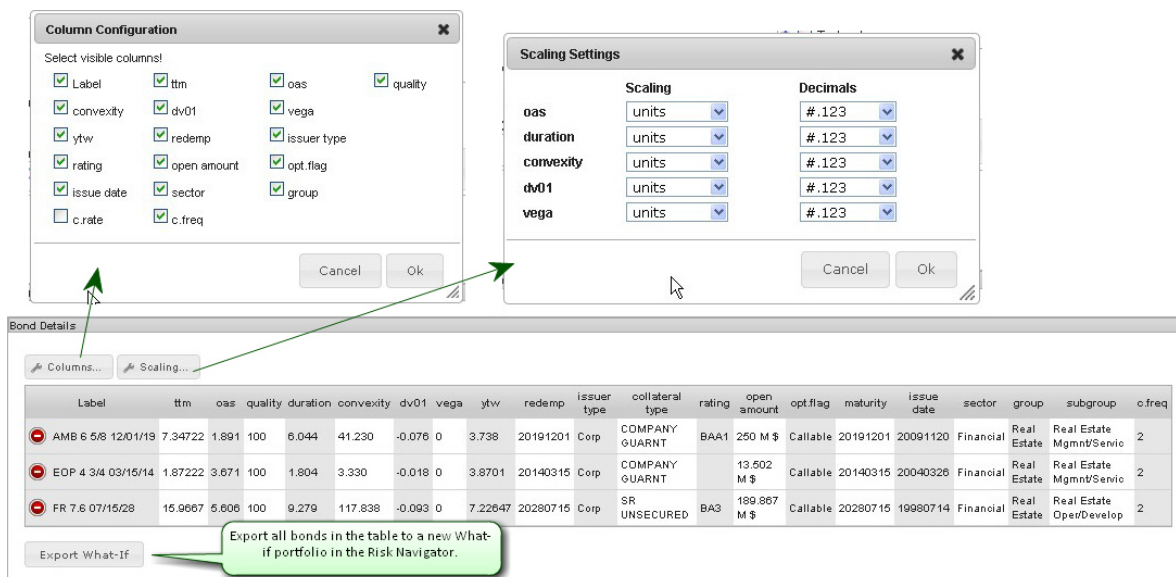 Column Configuration
Select visible columns!
Label ttm oas quality
convexity dv01 vega
ytw redemp issuer type
rating open amount opt.flag
issue date sector group
c.rate c.freq
Cancel Ok
Scaling Settings
Scaling Decimals
oas units #.123
duration units #.123
convexity units #.123
dv01 units #.123
vega units #.123
Cancel Ok
Bond Details
Columns... Scaling...
Label ttm oas quality duration convexity dv01 vega ytw redemp issuer type collateral type rating open amount opt.flag maturity issue date sector group subgroup c.freq
AMB 6 5/8 12/01/19 7.34722 1.891 100 6.044 41.230 -0.076 0 3.738 20191201 Corp COMPANY GUARNT BAA1 250 M $ Callable 20191201 20091120 Financial Real Estate Real Estate Mgmnt/Servic 2
EOP 4 3/4 03/15/14 1.87222 3.671 100 1.804 3.330 -0.018 0 3.8701 20140315 Corp COMPANY GUARNT 13.502 M $ Callable 20140315 20040326 Financial Real Estate Real Estate Mgmnt/Servic 2
FR 7.6 07/15/28 15.9667 5.606 100 9.279 117.838 -0.093 0 7.22647 20280715 Corp SR UNSECURED BA3 189.867 M $ Callable 20280715 19980714 Financial Real Estate Real Estate Oper/Develop 2
Export What-If
Export all bonds in the table to a new What-
if portfolio in the Risk Navigator.